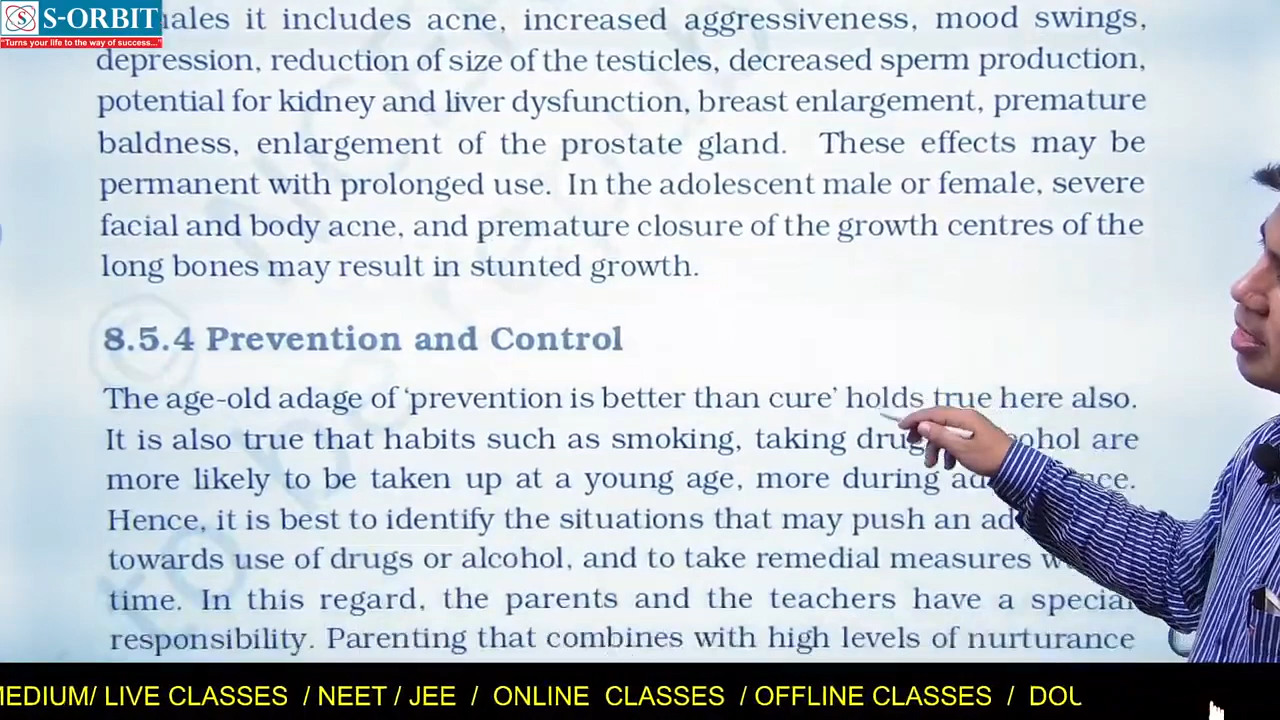 S-ORBIT
"Turns your life to the way of success..."
ales it includes acne, increased aggressiveness, mood swings,
depression, reduction of size of the testicles, decreased sperm production,
potential for kidney and liver dysfunction, breast enlargement, premature
baldness, enlargement of the prostate gland. These effects may be
permanent with prolonged use. In the adolescent male or female, severe
facial and body acne, and premature closure of the growth centres of the
long bones may result in stunted growth.
8.5.4 Prevention and Control
The age-old adage of ‘prevention is better than cure’ holds true here also.
It is also true that habits such as smoking, taking drug ohol are
more likely to be taken up at a young age, more during ad ce.
Hence, it is best to identify the situations that may push an ad
towards use of drugs or alcohol, and to take remedial measures w
time. In this regard, the parents and the teachers have a special
responsibility. Parenting that combines with high levels of nurturance
MEDIUM/ LIVE CLASSES / NEET / JEE / ONLINE CLASSES / OFFLINE CLASSES / DOU